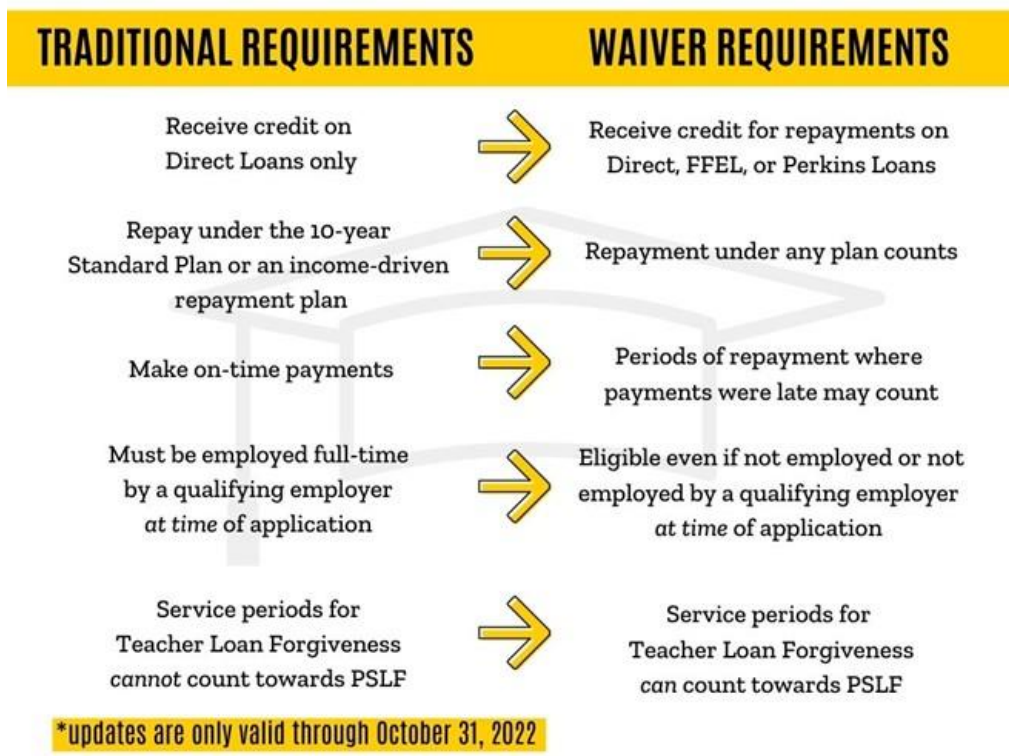 TRADITIONAL REQUIREMENTS
WAIVER REQUIREMENTS
Receive credit on
Direct Loans only
Receive credit for repayments on
Direct, FFEL, or Perkins Loans
Repay under the 10-year
Standard Plan or an income-driven
repayment plan
Repayment under any plan counts
Make on-time payments
Periods of repayment where
payments were late may count
Must be employed full-time
by a qualifying employer
at time of application
Eligible even if not employed or not
employed by a qualifying employer
at time of application
Service periods for
Teacher Loan Forgiveness
cannot count towards PSLF
Service periods for
Teacher Loan Forgiveness
can count towards PSLF
*updates are only valid through October 31, 2022